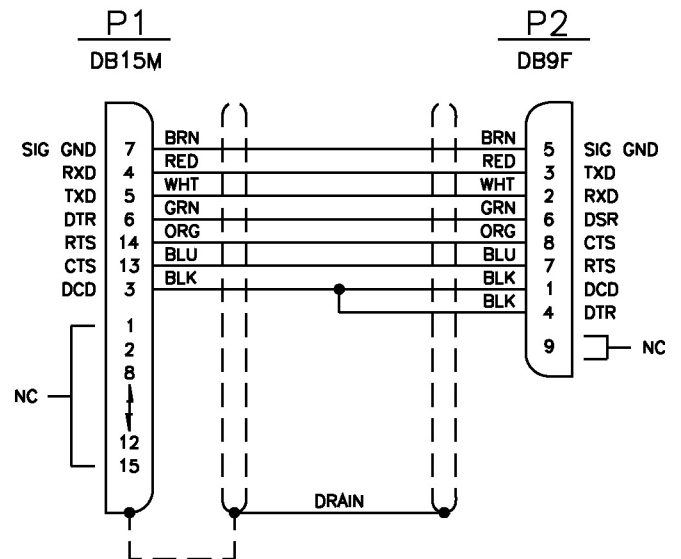 P1 P2
DB15M DB9F
BRN BRN
SIG GND 7 5 SIG GND
RED RED
RXD 4 3 TXD
WHT WHT
TXD 5 2 RXD
GRN GRN
DTR 6 6 DSR
ORG ORG
RTS 14 8 CTS
BLU BLU
CTS 13 7 RTS
BLK BLK
DCD 3 1 DCD
BLK
4 DTR
1
2 9 NC
8
NC
12
15
DRAIN